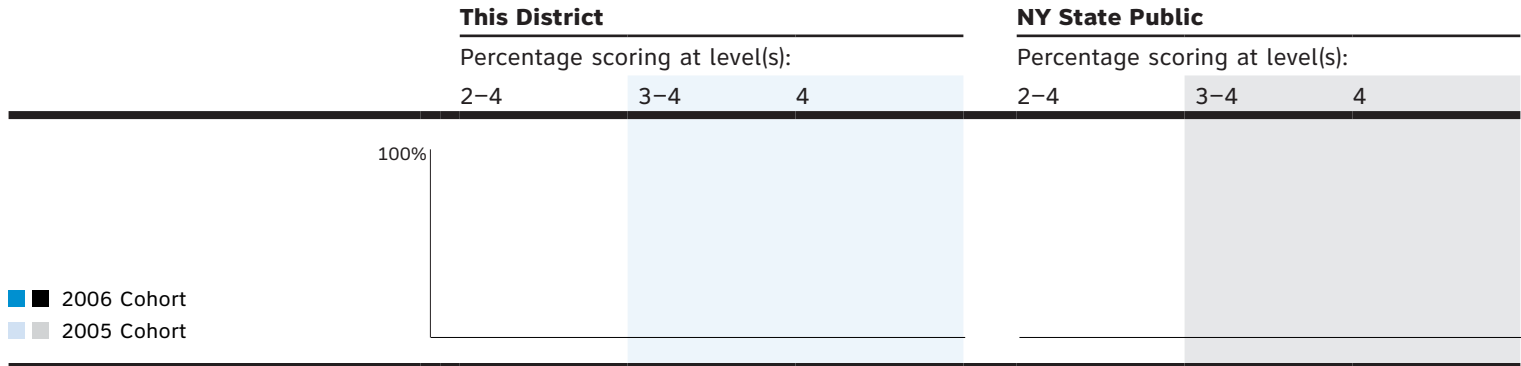 This District
NY State Public
Percentage scoring at level(s):
Percentage scoring at level(s):
2–4 3–4 4
2–4 3–4 4
100%
2006 Cohort
2005 Cohort